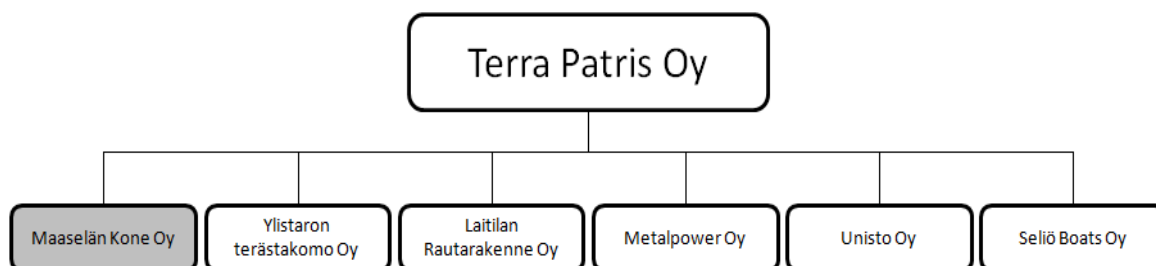 Terra Patris Oy
Maaselän Kone Oy
Ylistaron
terästakomo Oy
Laitilan
Rautarakenne Oy
Metalpower Oy
Unisto Oy
Seliö Boats Oy